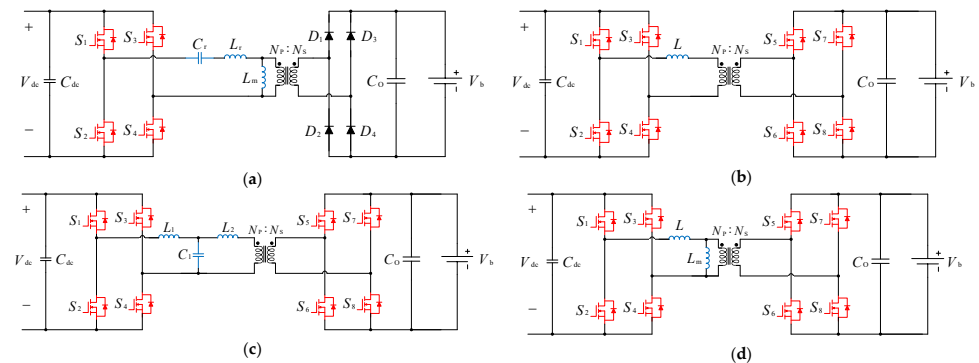 + S1 S3 Cr Lr NP:NS D1 D3 +
Vdc Cdc Lm CO Vb
− S2 S4 D2 D4 −
(a)
+ S1 S3 L NP:NS S5 S7 +
Vdc Cdc CO Vb
− S2 S4 S6 S8 −
(b)
+ S1 S3 L1 L2 NP:NS S5 S7 +
Vdc Cdc C1 CO Vb
− S2 S4 S6 S8 −
(c)
+ S1 S3 L NP:NS S5 S7 +
Vdc Cdc Lm CO Vb
− S2 S4 S6 S8 −
(d)